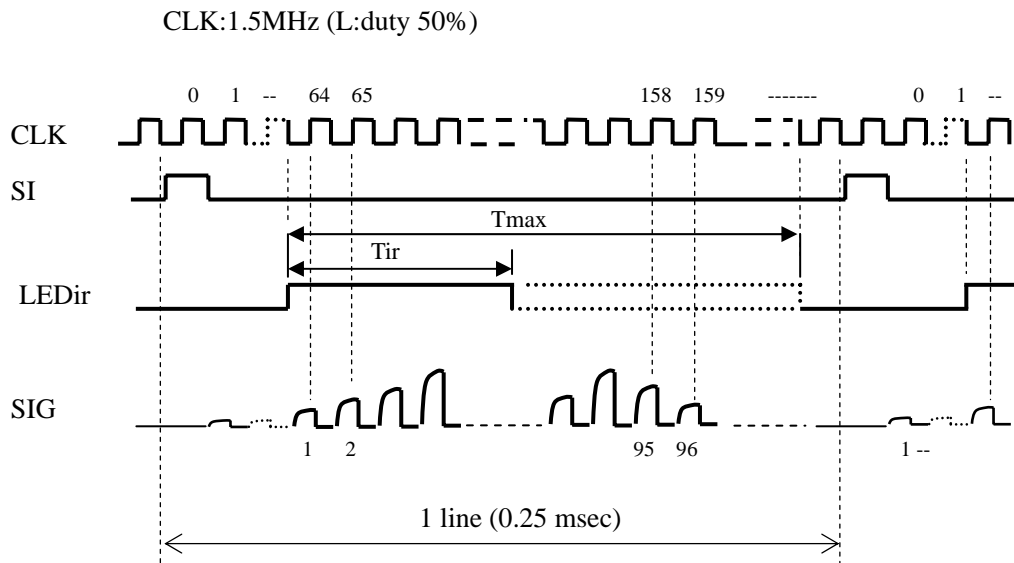 CLK:1.5MHz (L:duty 50%)
0 1 -- 64 65 158 159 ------- 0 1 --
CLK
SI
Tmax
Tir
LEDir
SIG
1 2 95 96 1 --
1 line (0.25 msec)